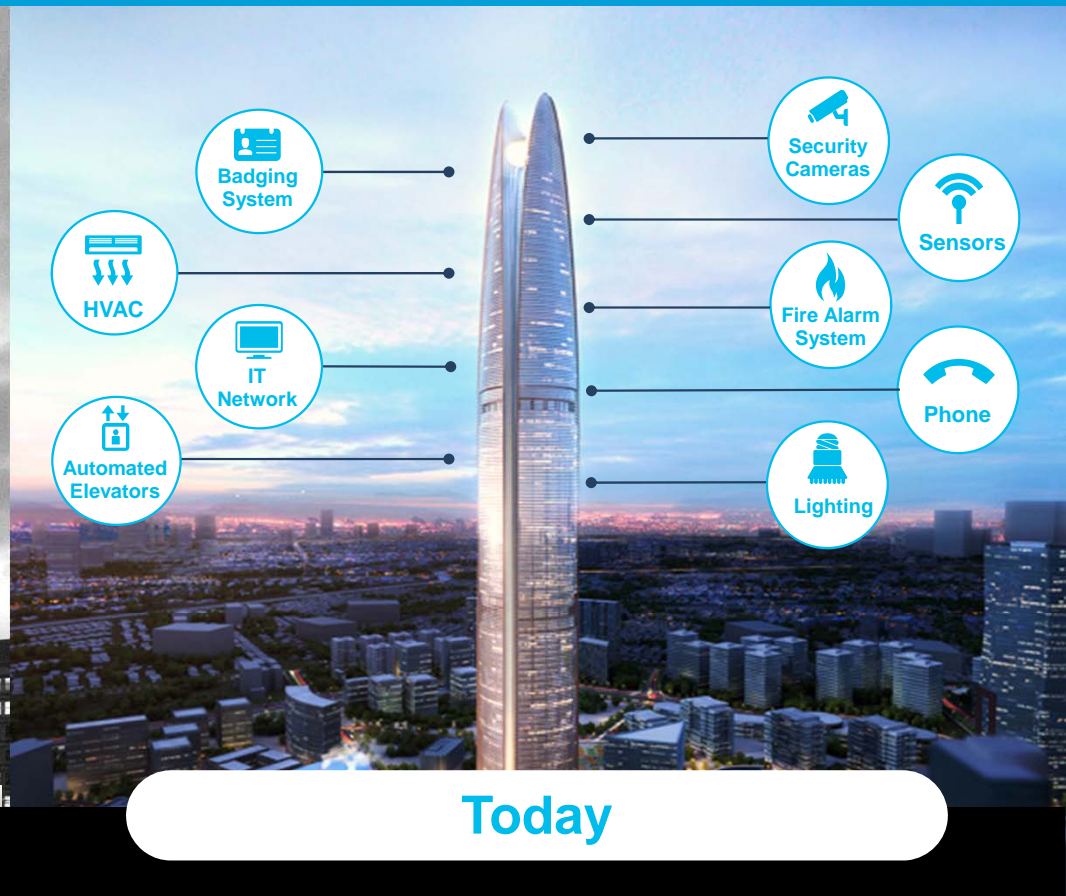 Badging
System
HVAC
IT
Network
Automated
Elevators
Security
Cameras
Sensors
Fire Alarm
System
Phone
Lighting
Today